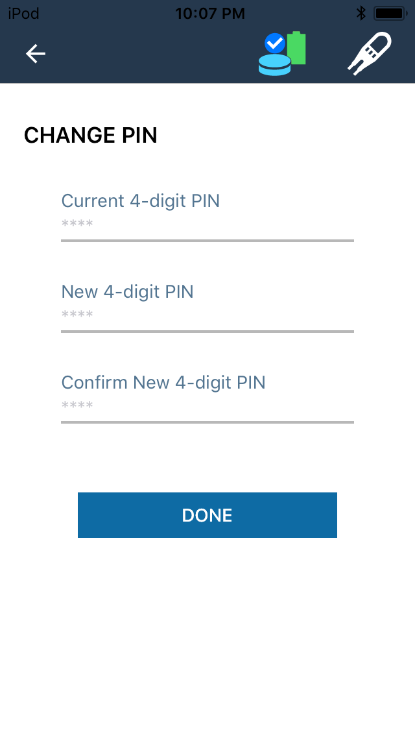 iPod 10:07 PM
CHANGE PIN
Current 4-digit PIN
****
New 4-digit PIN
****
Confirm New 4-digit PIN
****
DONE